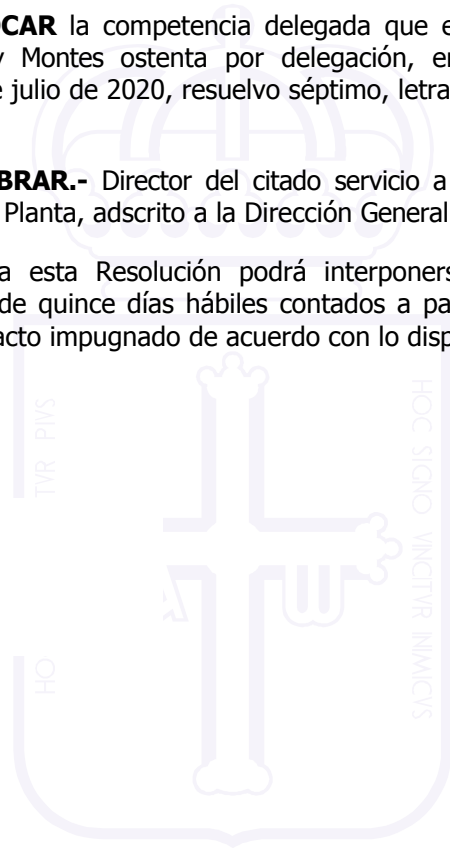 OCAR la competencia delegada que e
y Montes ostenta por delegación, en
e julio de 2020, resuelvo séptimo, letra
BRAR.- Director del citado servicio a
Planta, adscrito a la Dirección General
a esta Resolución podrá interponers
de quince días hábiles contados a pa
acto impugnado de acuerdo con lo disp
TVR PIVS
HO
HOC SIGNO VINCITVR INIMICVS